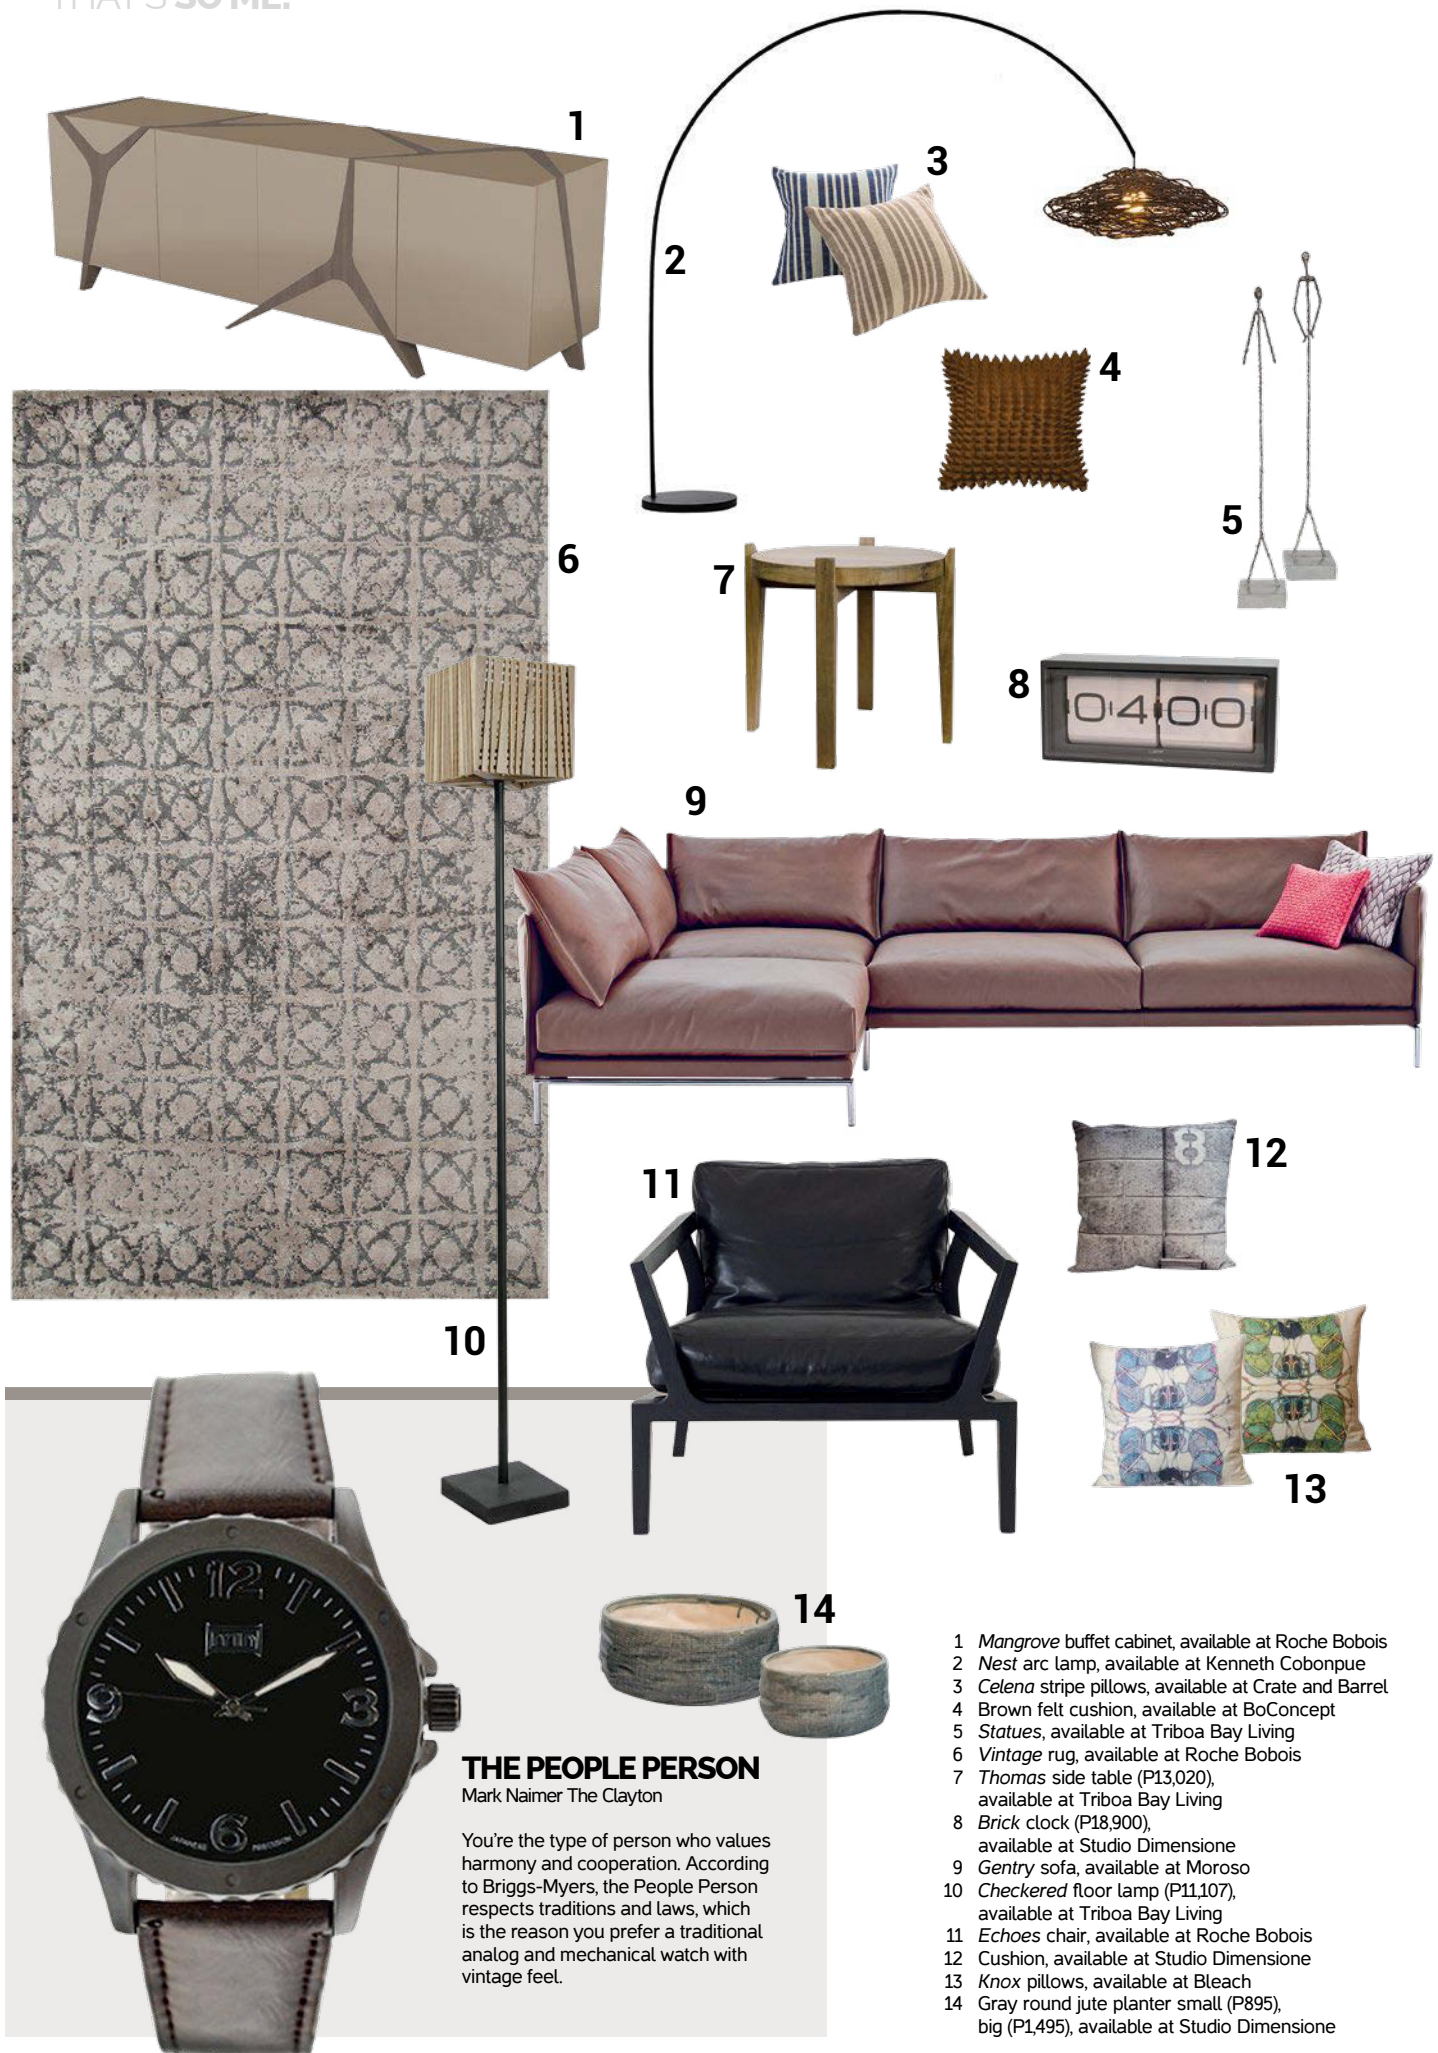 THAT'S SO ME!
1
2
3
4
5
6
7
8
04 00
9
10
11
12
8
13
14
12
3
6
9
JAPANESE PRECISION
THE PEOPLE PERSON
Mark Naimer The Clayton
You're the type of person who values
harmony and cooperation. According
to Briggs-Myers, the People Person
respects traditions and laws, which
is the reason you prefer a traditional
analog and mechanical watch with
vintage feel.
1 Mangrove buffet cabinet, available at Roche Bobois
2 Nest arc lamp, available at Kenneth Cobonpue
3 Celena stripe pillows, available at Crate and Barrel
4 Brown felt cushion, available at BoConcept
5 Statues, available at Triboa Bay Living
6 Vintage rug, available at Roche Bobois
7 Thomas side table (P13,020),
available at Triboa Bay Living
8 Brick clock (P18,900),
available at Studio Dimensione
9 Gentry sofa, available at Moroso
10 Checkered floor lamp (P11,107),
available at Triboa Bay Living
11 Echoes chair, available at Roche Bobois
12 Cushion, available at Studio Dimensione
13 Knox pillows, available at Bleach
14 Gray round jute planter small (P895),
big (P1,495), available at Studio Dimensione